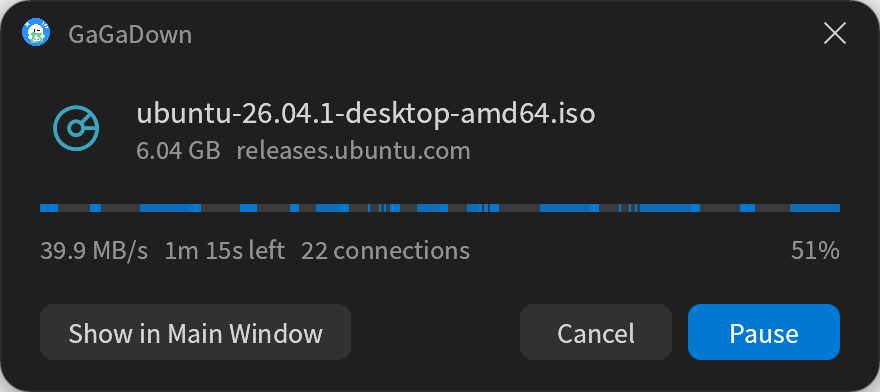 GaGaDown
ubuntu-26.04.1-desktop-amd64.iso
6.04 GB releases.ubuntu.com
39.9 MB/s 1m 15s left 22 connections 51%
Show in Main Window Cancel Pause